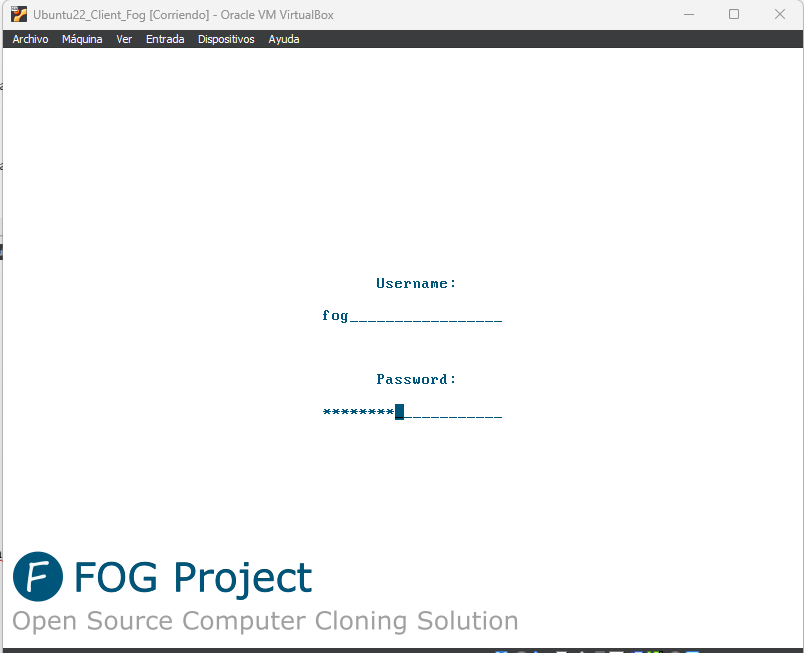 Ubuntu22_Client_Fog [Corriendo] - Oracle VM VirtualBox
Archivo Máquina Ver Entrada Dispositivos Ayuda
Username:
fog_________________
Password:
********____________
F FOG Project
Open Source Computer Cloning Solution